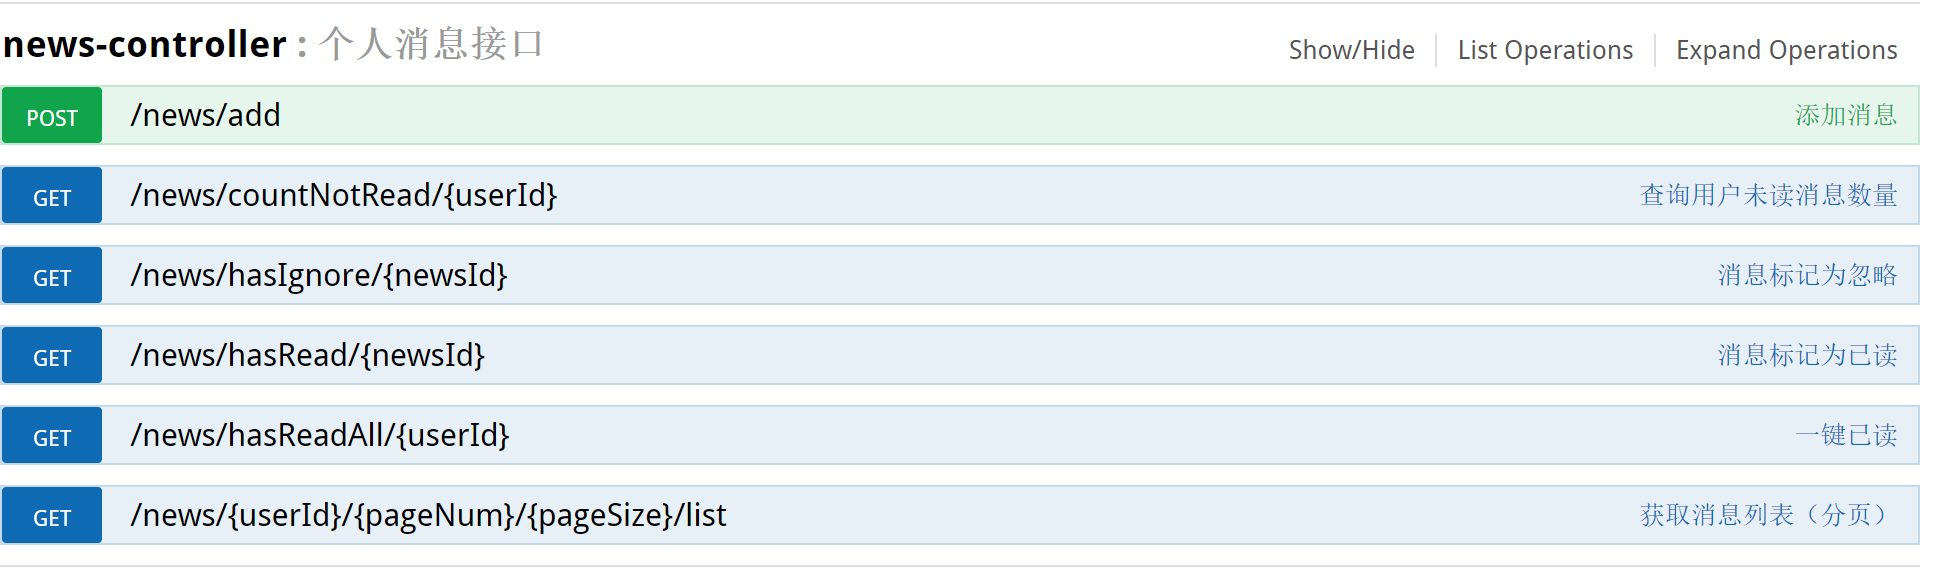 news-controller : 个人消息接口
Show/Hide List Operations Expand Operations
POST /news/add 添加消息
GET /news/countNotRead/{userId} 查询用户未读消息数量
GET /news/hasIgnore/{newsId} 消息标记为忽略
GET /news/hasRead/{newsId} 消息标记为已读
GET /news/hasReadAll/{userId} 一键已读
GET /news/{userId}/{pageNum}/{pageSize}/list 获取消息列表（分页）